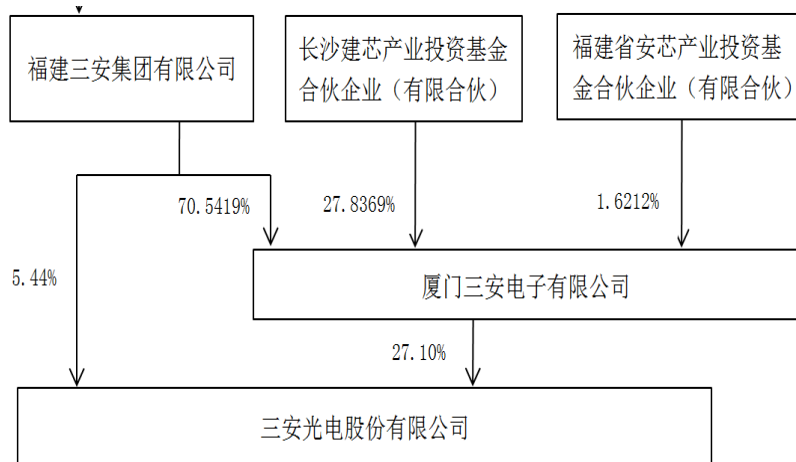 福建三安集团有限公司
长沙建芯产业投资基金
合伙企业（有限合伙）
福建省安芯产业投资基
金合伙企业（有限合伙）
70.5419%
27.8369%
1.6212%
5.44%
厦门三安电子有限公司
27.10%
三安光电股份有限公司